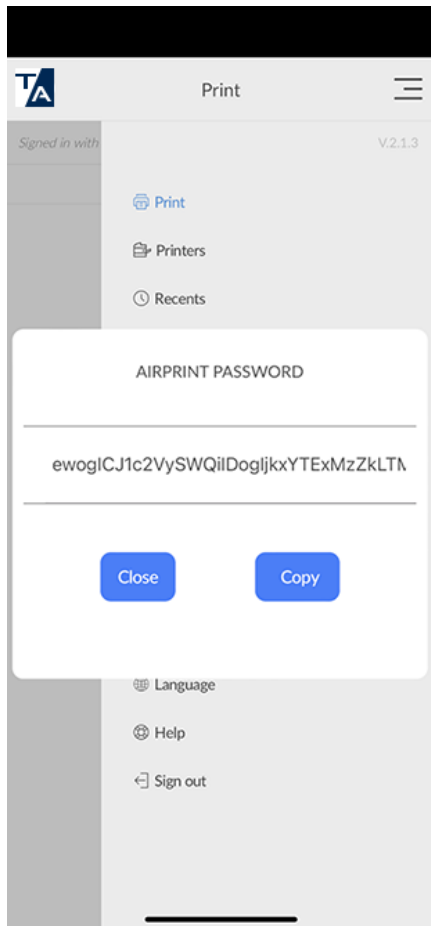 TA
Print
Signed in with
V.2.1.3
Print
Printers
Recents
AIRPRINT PASSWORD
ewogICJ1c2VySWQiIDogIjkxYTExMzZkLTM
Close
Copy
Language
Help
Sign out